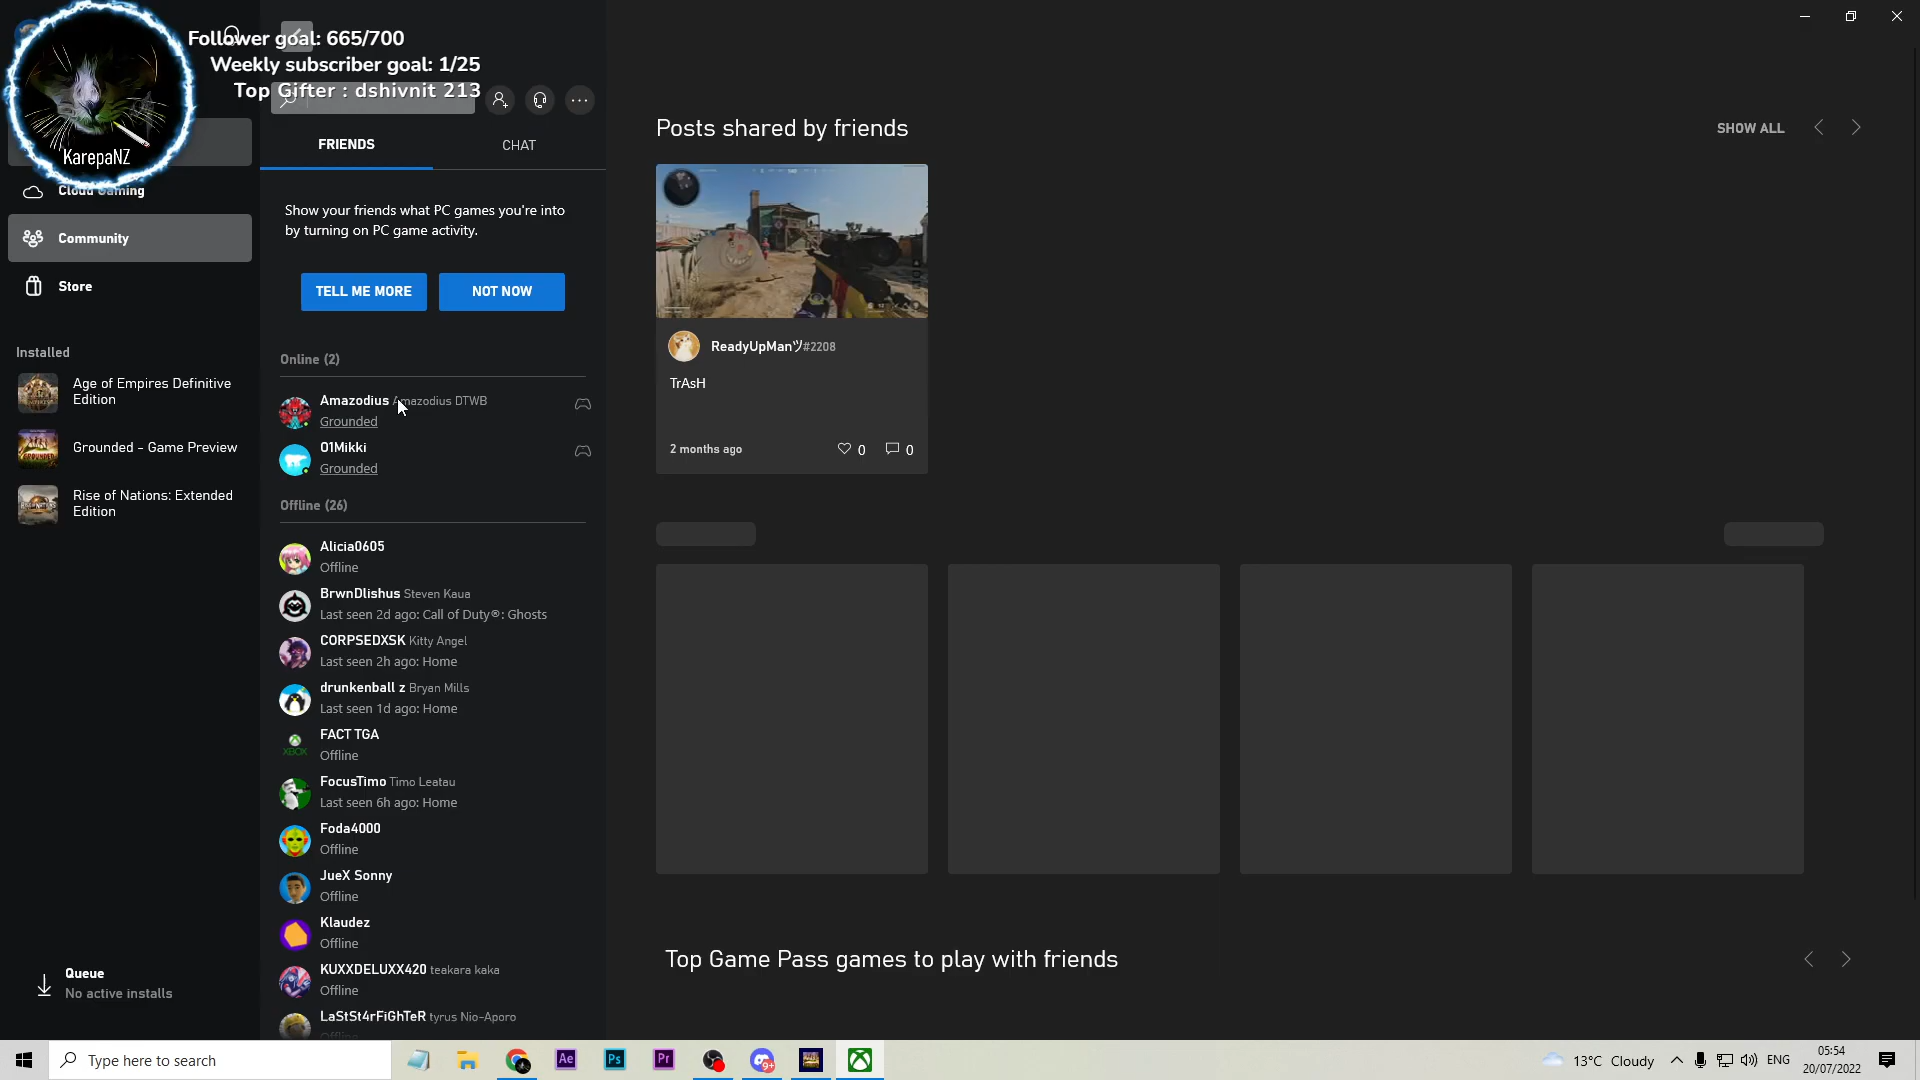 Follower goal: 665/700
Weekly subscriber goal: 1/25
Top Gifter : dshivnit 213
KarepaNZ
Cloud Gaming
Community
Store
Installed
Age of Empires Definitive
Edition
Grounded - Game Preview
Rise of Nations: Extended
Edition
Queue
No active installs
FRIENDS
CHAT
Show your friends what PC games you're into
by turning on PC game activity.
TELL ME MORE
NOT NOW
Online (2)
Amazodius Amazodius DTWB
Grounded
O1Mikki
Grounded
Offline (26)
Alicia0605
Offline
BrwnDlishus Steven Kaua
Last seen 2d ago: Call of Duty®: Ghosts
CORPSEDXSK Kitty Angel
Last seen 2h ago: Home
drunkenball z Bryan Mills
Last seen 1d ago: Home
FACT TGA
Offline
FocusTimo Timo Leatau
Last seen 6h ago: Home
Foda4000
Offline
JueX Sonny
Offline
Klaudez
Offline
KUXXDELUXX420 teakara kaka
Offline
LaStSt4rFiGhTeR tyrus Nio-Aporo
Offline
Posts shared by friends
SHOW ALL
ReadyUpManツ#2208
TrAsH
2 months ago
0
0
Top Game Pass games to play with friends
Type here to search
Ae
Ps
Pr
9+
13°C Cloudy
ENG
05:54
20/07/2022